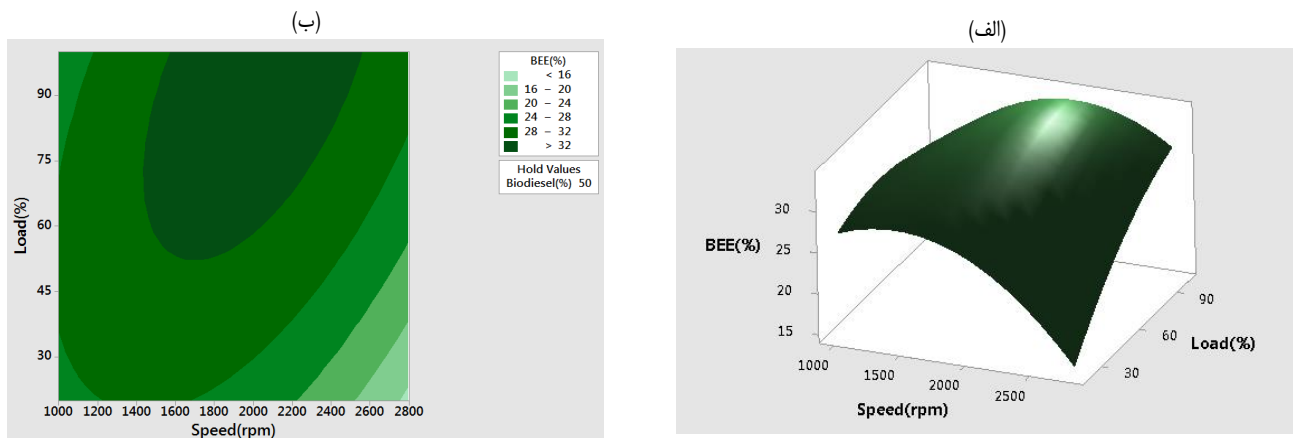 (ب)
BEE(%)
< 16
16 – 20
20 – 24
24 – 28
28 – 32
> 32
Hold Values
Biodiesel(%) 50
Load(%)
90
75
60
45
30
1000 1200 1400 1600 1800 2000 2200 2400 2600 2800
Speed(rpm)
(الف)
BEE(%)
30
25
20
15
1000
1500
2000
2500
Speed(rpm)
30
60
90
Load(%)